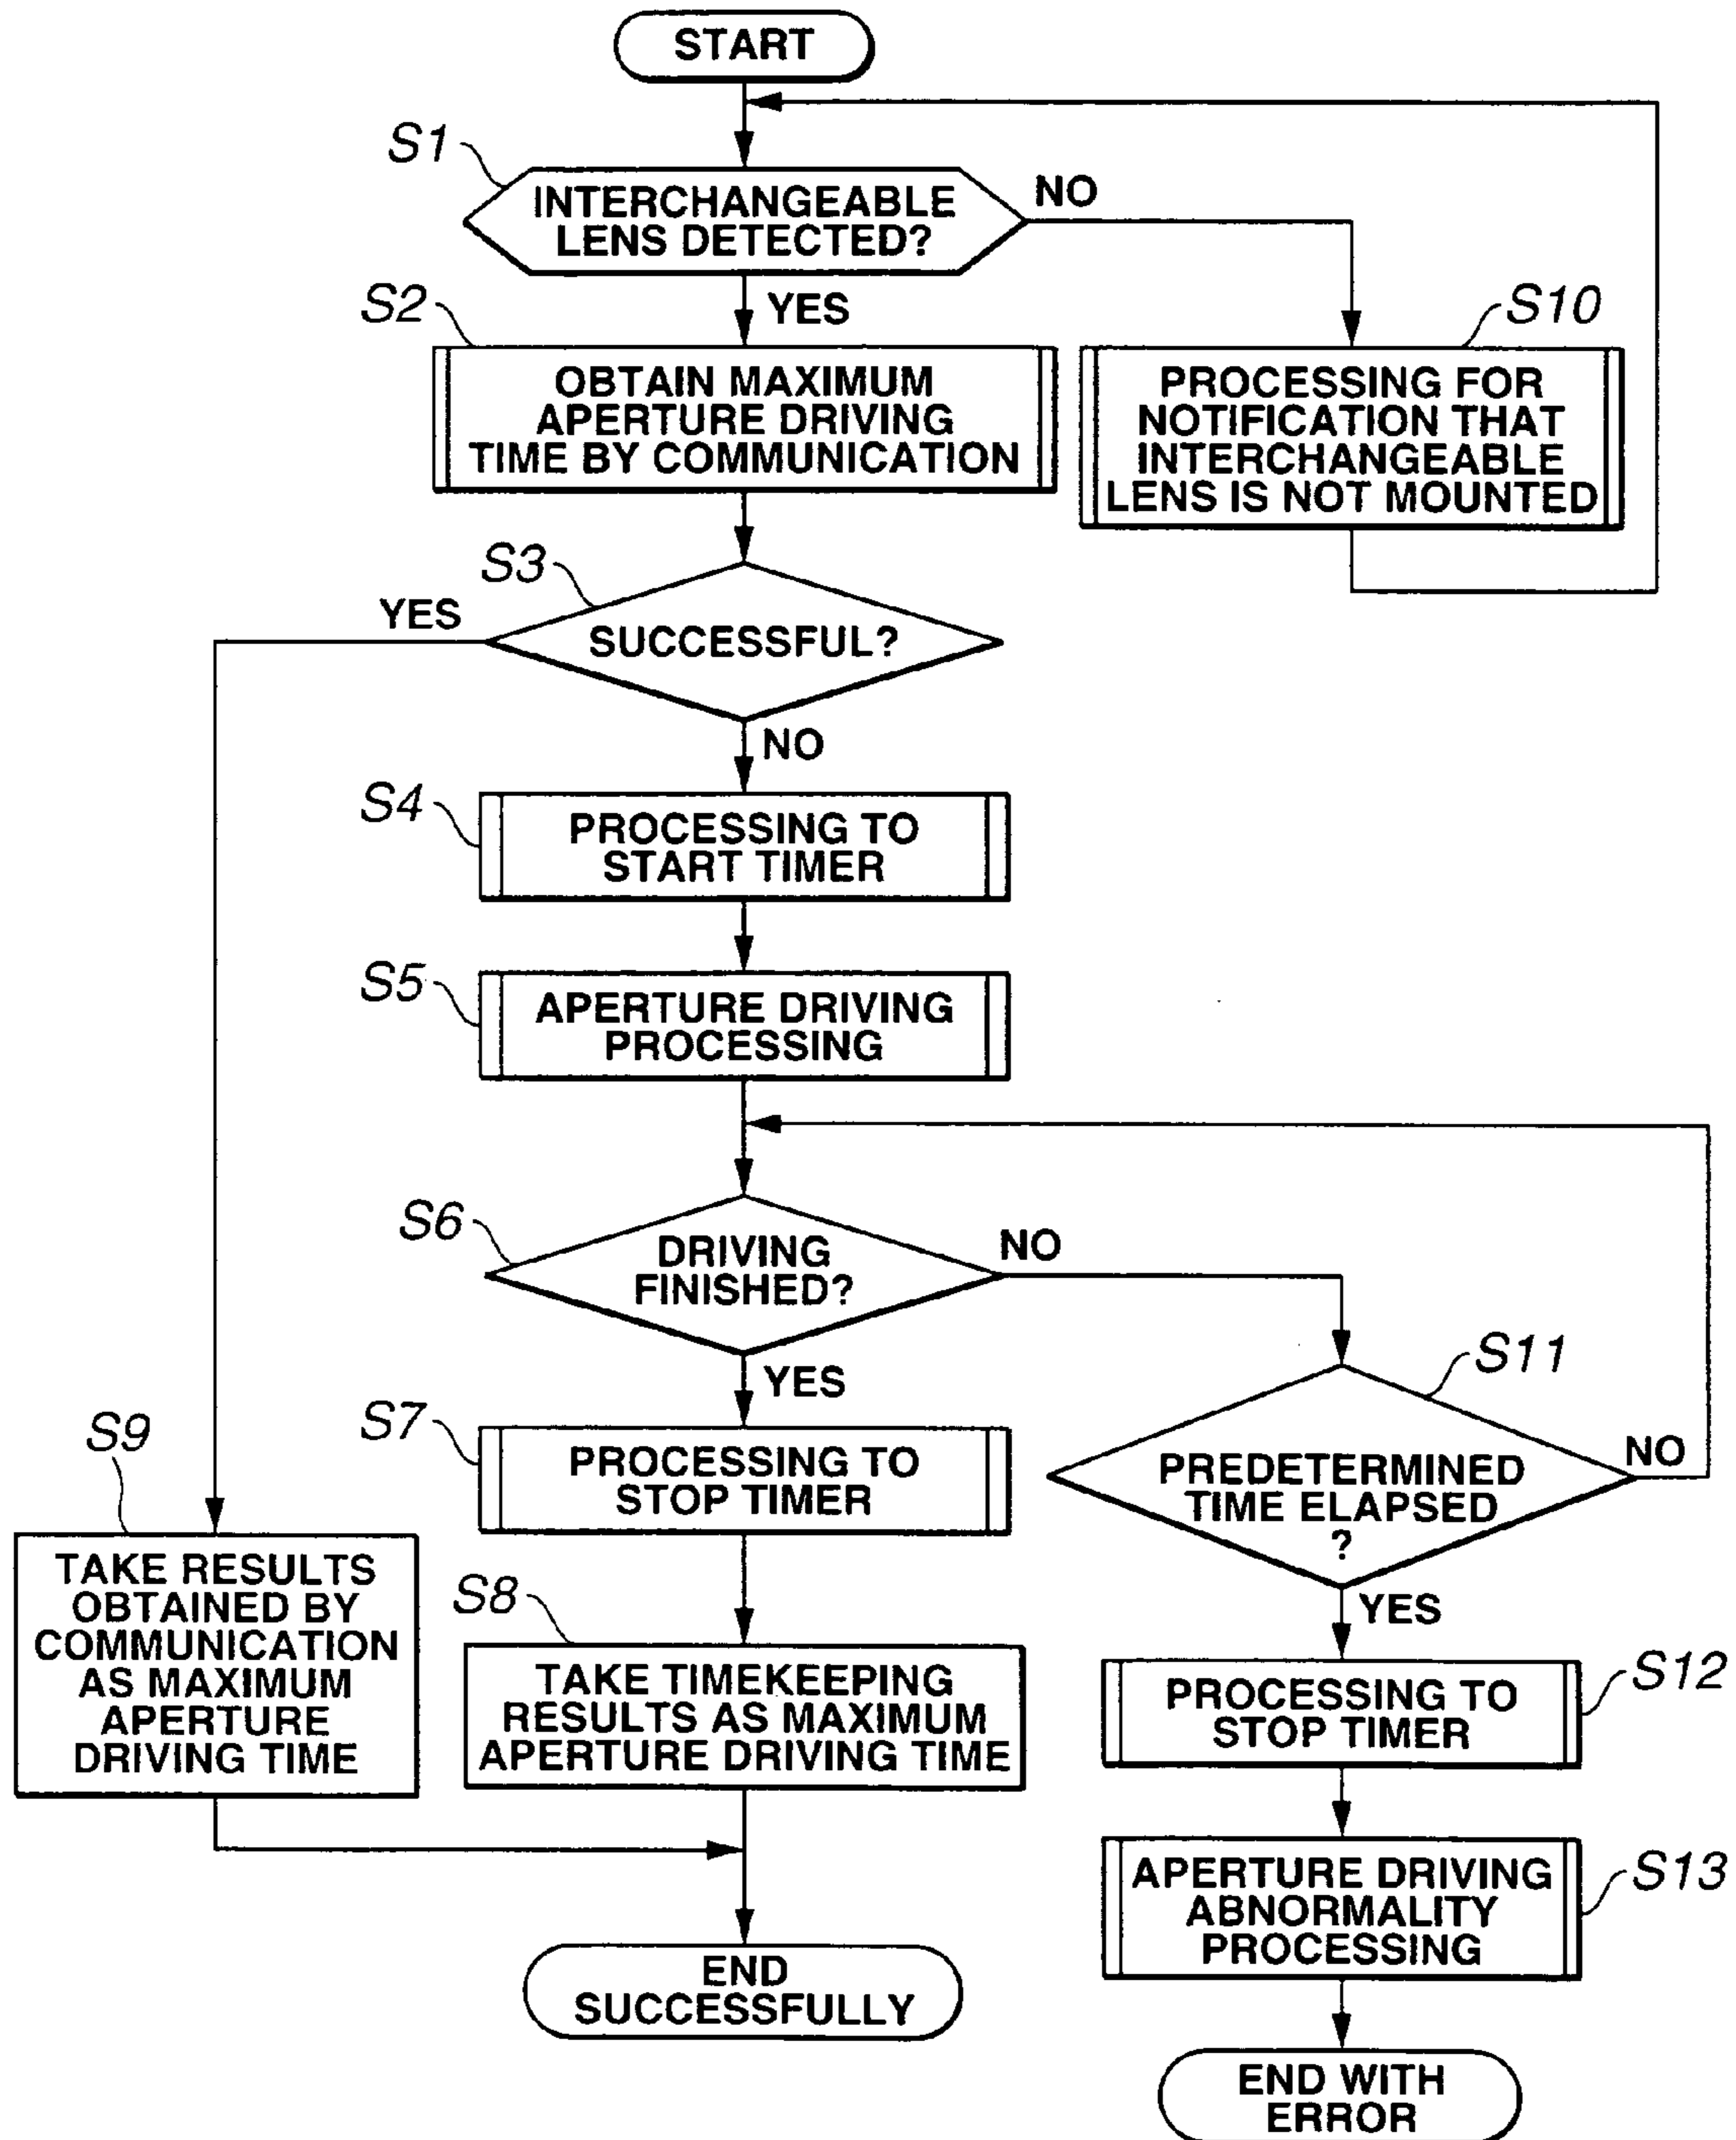 START
S1
INTERCHANGEABLE
LENS DETECTED?
NO
YES
S2
OBTAIN MAXIMUM
APERTURE DRIVING
TIME BY COMMUNICATION
S10
PROCESSING FOR
NOTIFICATION THAT
INTERCHANGEABLE
LENS IS NOT MOUNTED
S3
YES
SUCCESSFUL?
NO
S4
PROCESSING TO
START TIMER
S5
APERTURE DRIVING
PROCESSING
S6
DRIVING
FINISHED?
NO
YES
S11
PREDETERMINED
TIME ELAPSED
?
NO
YES
S7
PROCESSING TO
STOP TIMER
S9
TAKE RESULTS
OBTAINED BY
COMMUNICATION
AS MAXIMUM
APERTURE
DRIVING TIME
S8
TAKE TIMEKEEPING
RESULTS AS MAXIMUM
APERTURE DRIVING TIME
S12
PROCESSING TO
STOP TIMER
S13
APERTURE DRIVING
ABNORMALITY
PROCESSING
END
SUCCESSFULLY
END WITH
ERROR